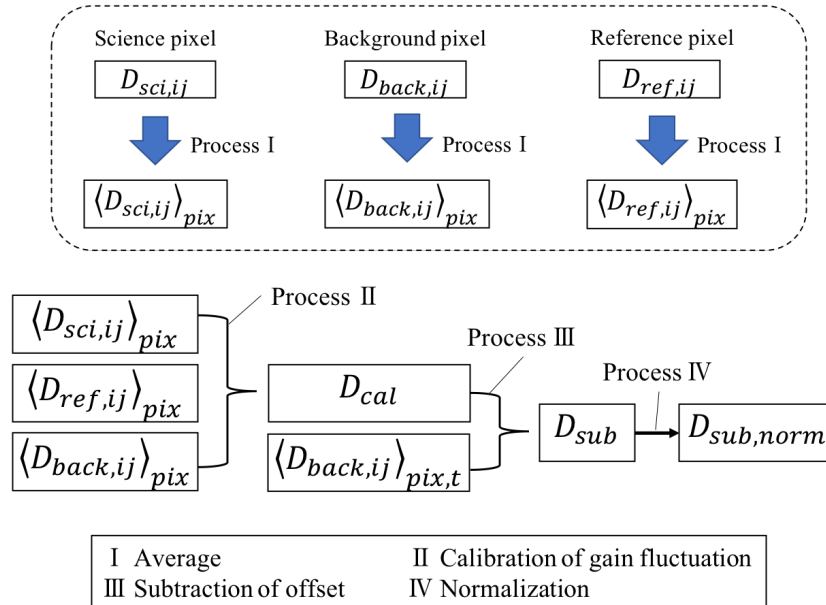 Science pixel Background pixel Reference pixel
D_{sci,ij} D_{back,ij} D_{ref,ij}
Process Ⅰ Process Ⅰ Process Ⅰ
⟨D_{sci,ij}⟩_{pix} ⟨D_{back,ij}⟩_{pix} ⟨D_{ref,ij}⟩_{pix}
Process Ⅱ
⟨D_{sci,ij}⟩_{pix}
Process Ⅲ
Process Ⅳ
⟨D_{ref,ij}⟩_{pix} D_{cal}
D_{sub} D_{sub,norm}
⟨D_{back,ij}⟩_{pix} ⟨D_{back,ij}⟩_{pix,t}
Ⅰ Average Ⅱ Calibration of gain fluctuation
Ⅲ Subtraction of offset Ⅳ Normalization